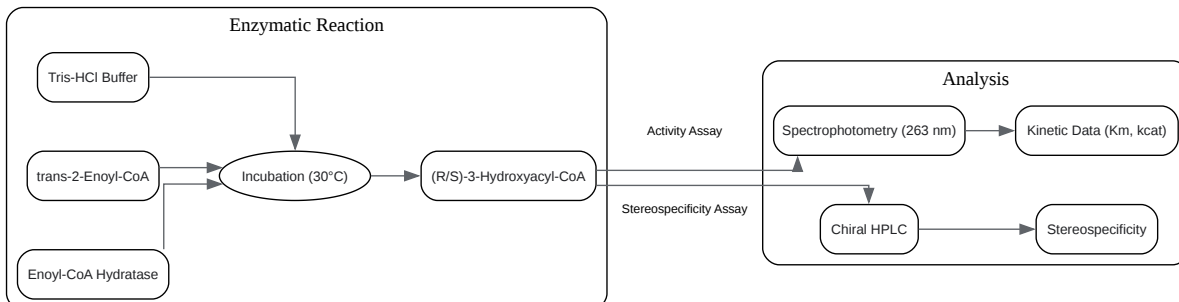 Enzymatic Reaction
Tris-HCl Buffer
trans-2-Enoyl-CoA
Incubation (30°C)
(R/S)-3-Hydroxyacyl-CoA
Enoyl-CoA Hydratase
Activity Assay
Stereospecificity Assay
Analysis
Spectrophotometry (263 nm)
Kinetic Data (Km, kcat)
Chiral HPLC
Stereospecificity